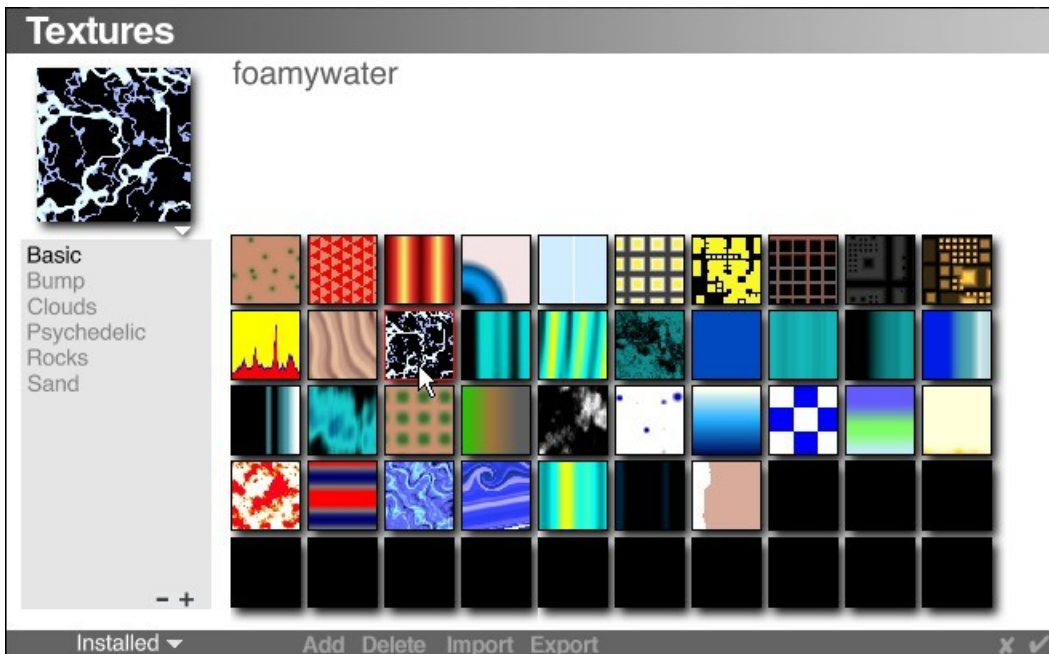 Textures
foamywater
Basic
Bump
Clouds
Psychedelic
Rocks
Sand
- +
Installed
Add Delete Import Export